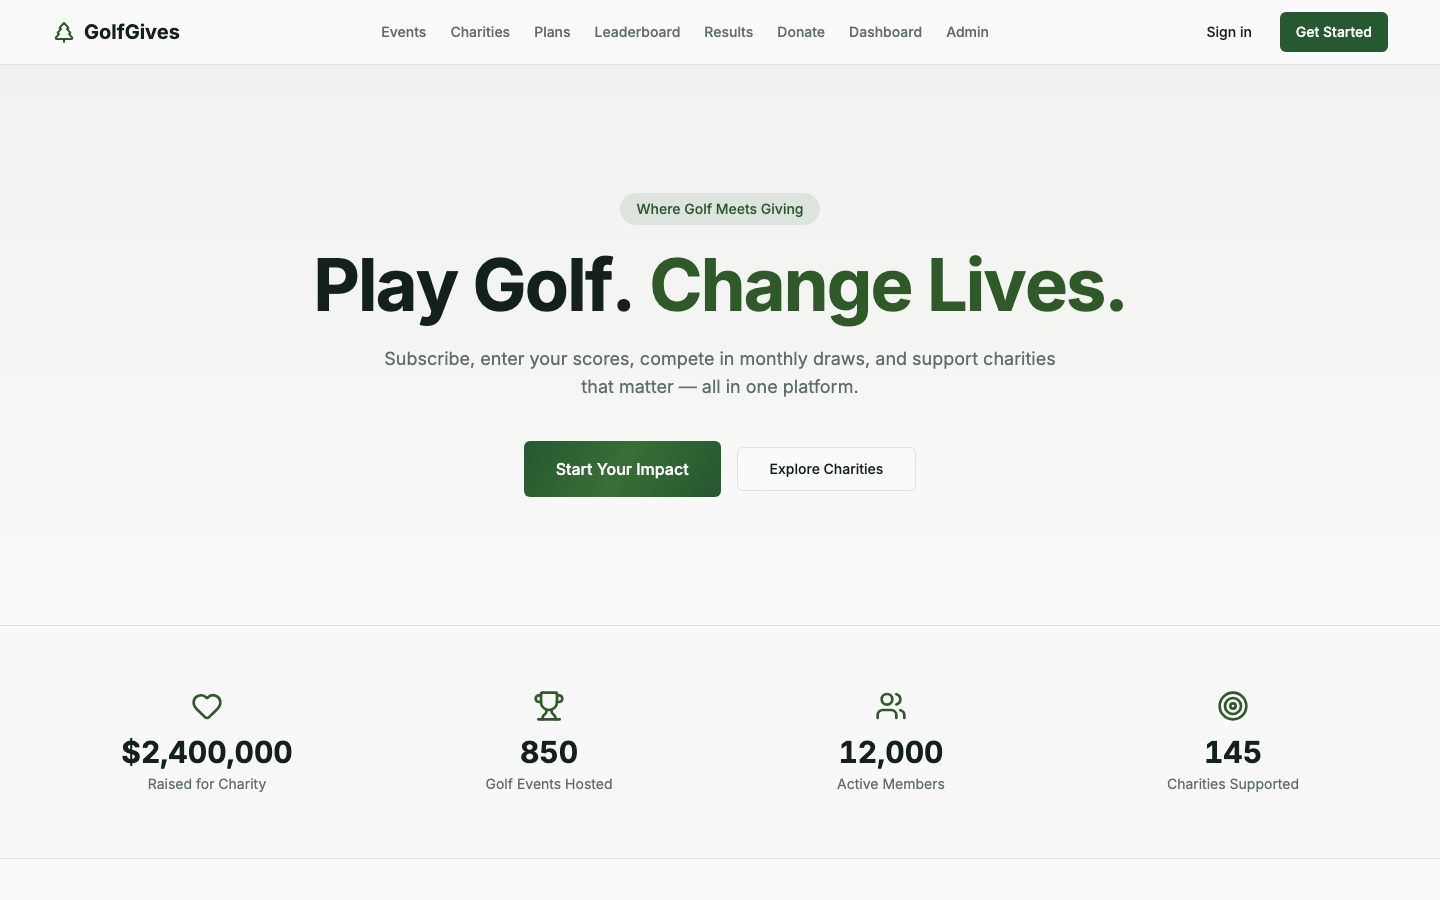 GolfGives
Events Charities Plans Leaderboard Results Donate Dashboard Admin
Sign in
Get Started
Where Golf Meets Giving
Play Golf. Change Lives.
Subscribe, enter your scores, compete in monthly draws, and support charities
that matter — all in one platform.
Start Your Impact
Explore Charities
$2,400,000
Raised for Charity
850
Golf Events Hosted
12,000
Active Members
145
Charities Supported